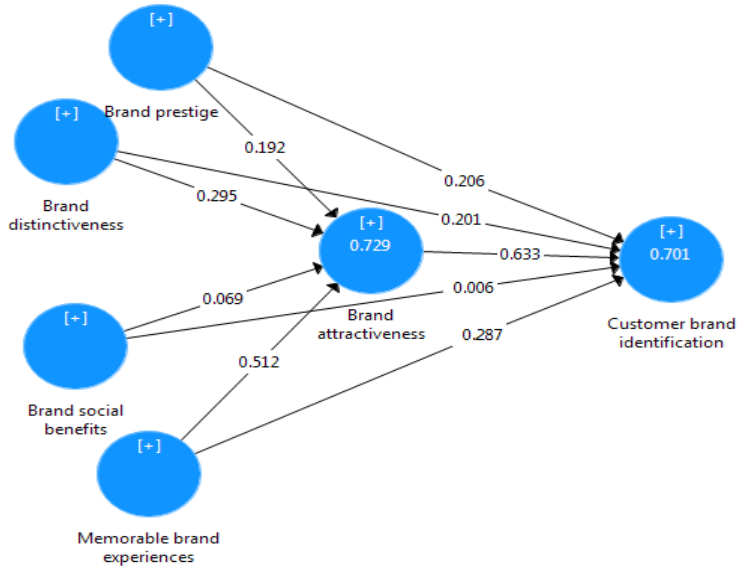 [+]
Brand prestige
[+]
Brand
distinctiveness
0.192
0.206
0.295
0.201
[+]
0.729
Brand
attractiveness
[+]
0.701
Customer brand
identification
0.633
0.069
0.006
[+]
Brand social
benefits
0.512
0.287
[+]
Memorable brand
experiences